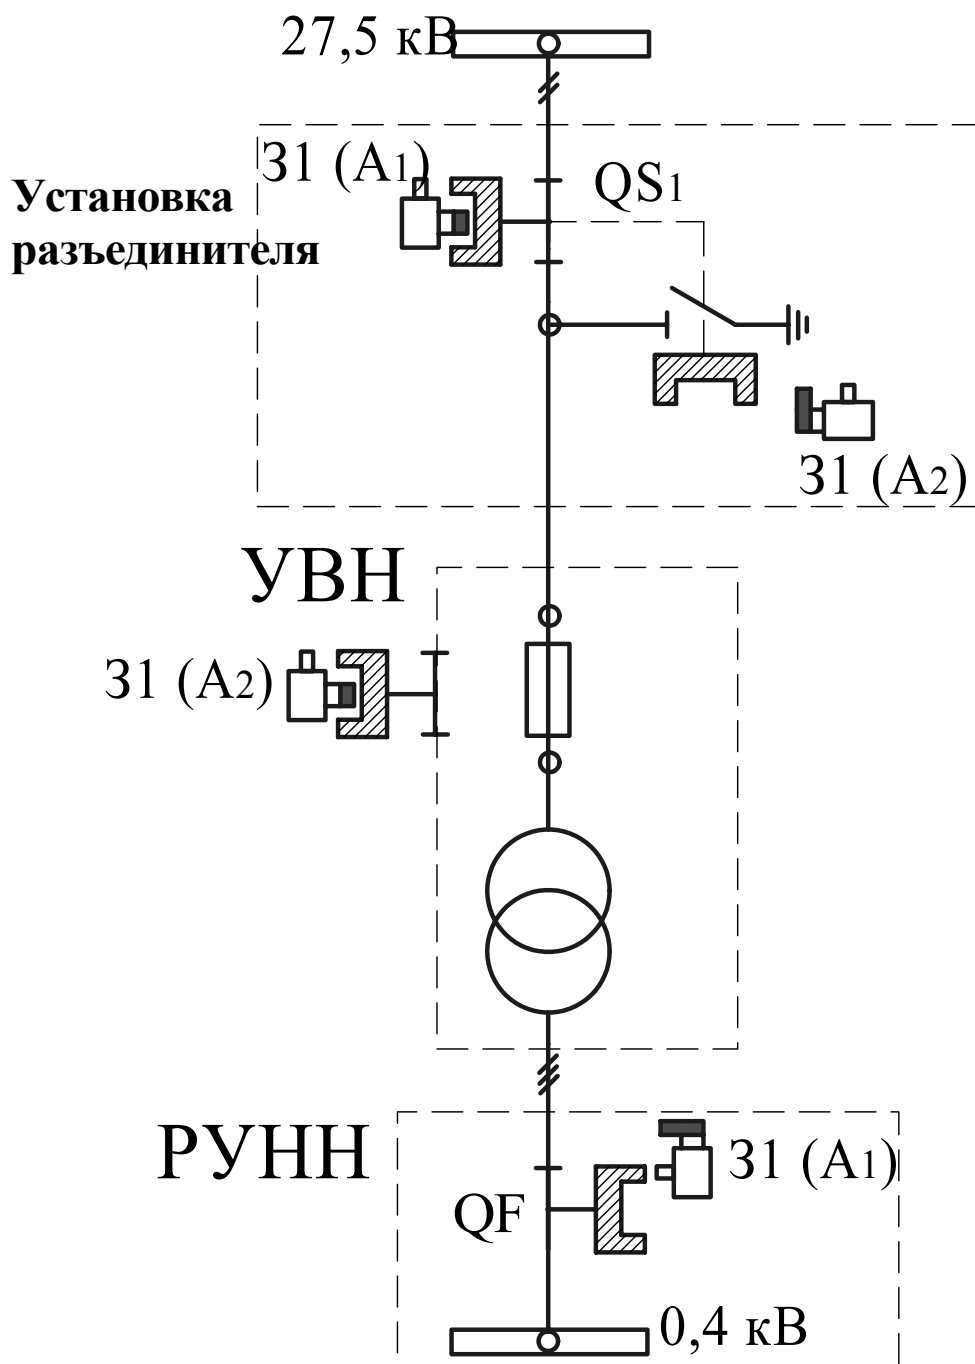 27,5 кВ
З1 (А1)
QS1
Установка
разъединителя
З1 (А2)
УВН
З1 (А2)
РУНН
З1 (А1)
QF
0,4 кВ